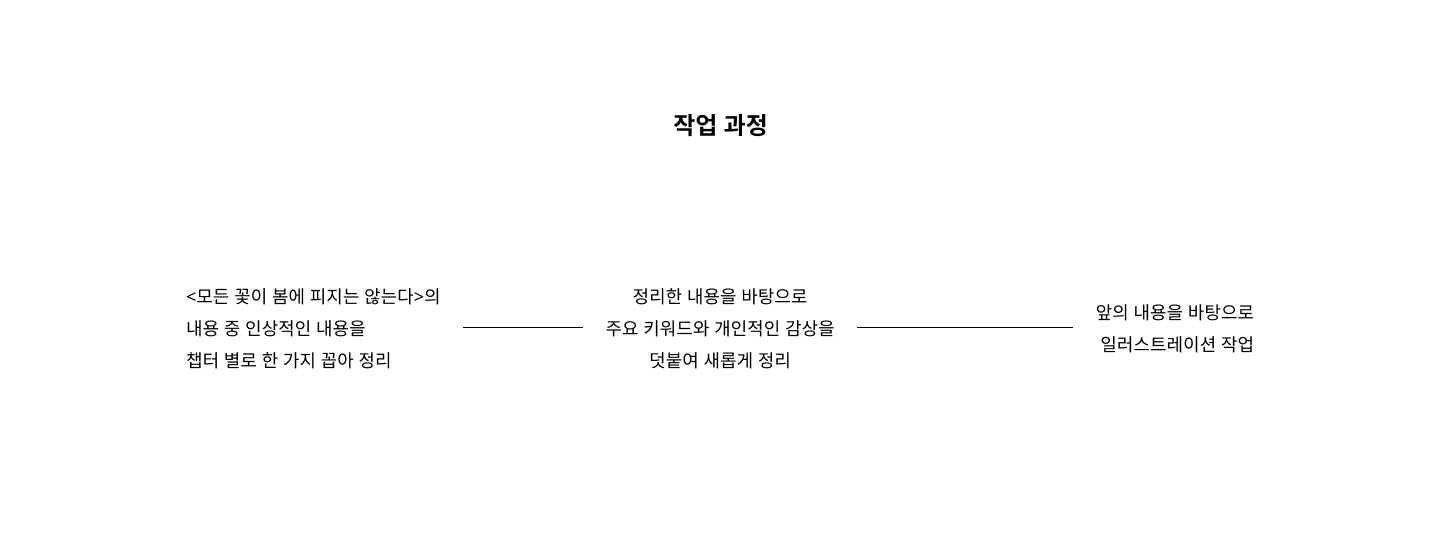 작업 과정
<모든 꽃이 봄에 피지는 않는다>의
내용 중 인상적인 내용을
챕터 별로 한 가지 꼽아 정리
정리한 내용을 바탕으로
주요 키워드와 개인적인 감상을
덧붙여 새롭게 정리
앞의 내용을 바탕으로
일러스트레이션 작업